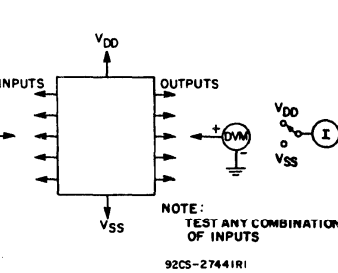 VDD
INPUTS
OUTPUTS
+
DVM
-
VDD
I
VSS
VSS
NOTE:
TEST ANY COMBINATION
OF INPUTS
92CS-27441RI